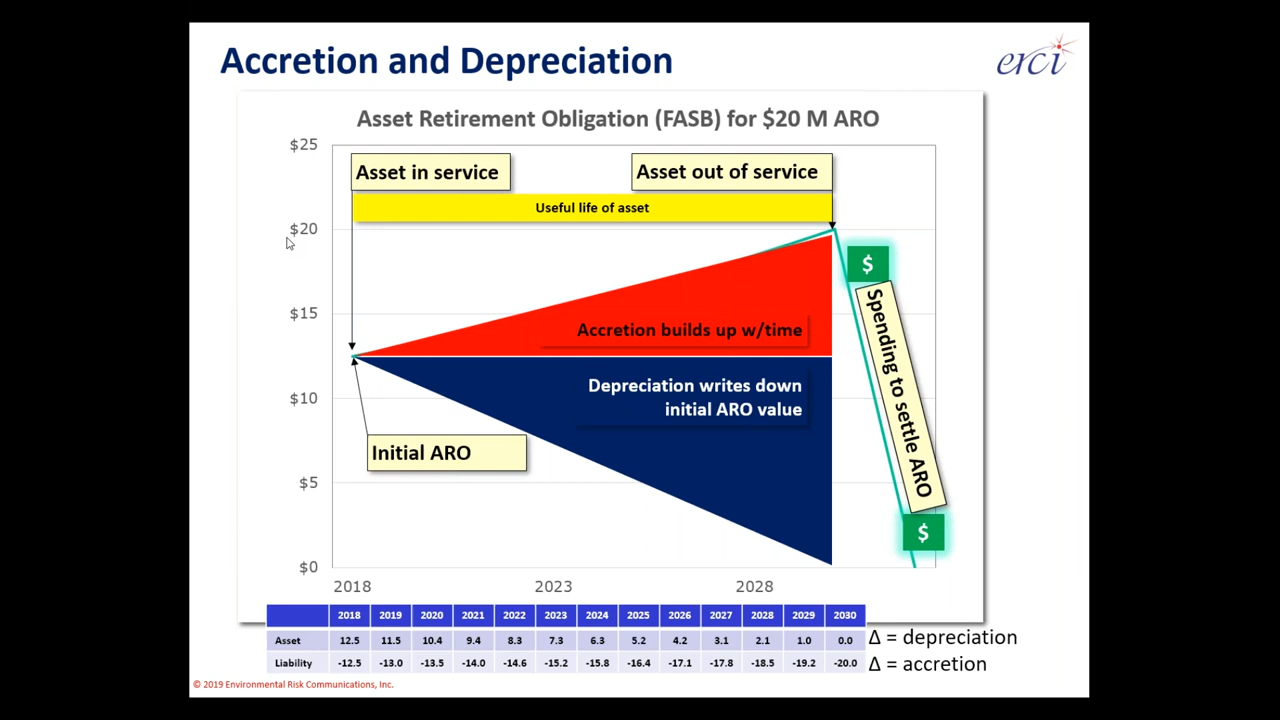 Accretion and Depreciation
erci
Asset Retirement Obligation (FASB) for $20 M ARO
$25
Asset in service
Asset out of service
Useful life of asset
$20
$
$15
Accretion builds up w/time
Depreciation writes down
initial ARO value
Spending to settle ARO
$10
Initial ARO
$5
$
$0
2018 2023 2028
2018 2019 2020 2021 2022 2023 2024 2025 2026 2027 2028 2029 2030
Asset 12.5 11.5 10.4 9.4 8.3 7.3 6.3 5.2 4.2 3.1 2.1 1.0 0.0 Δ = depreciation
Liability -12.5 -13.0 -13.5 -14.0 -14.6 -15.2 -15.8 -16.4 -17.1 -17.8 -18.5 -19.2 -20.0 Δ = accretion
© 2019 Environmental Risk Communications, Inc.